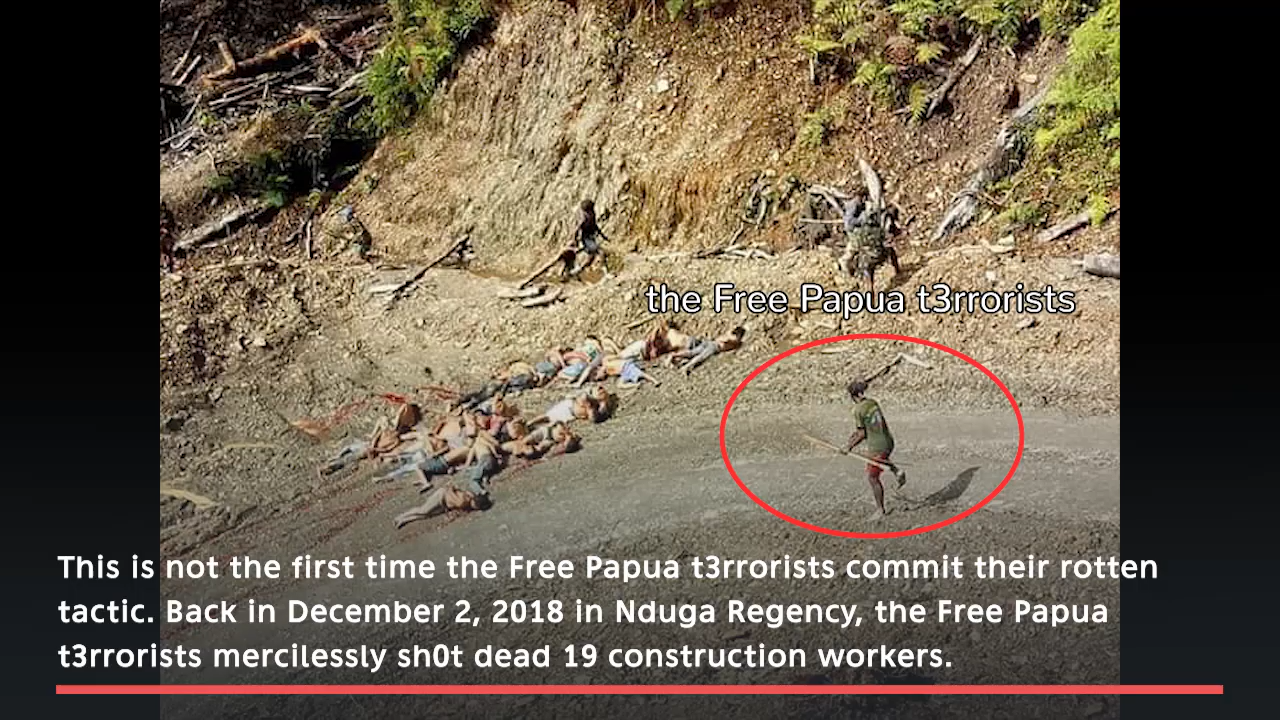 the Free Papua t3rrorists
This is not the first time the Free Papua t3rrorists commit their rotten
tactic. Back in December 2, 2018 in Nduga Regency, the Free Papua
t3rrorists mercilessly sh0t dead 19 construction workers.